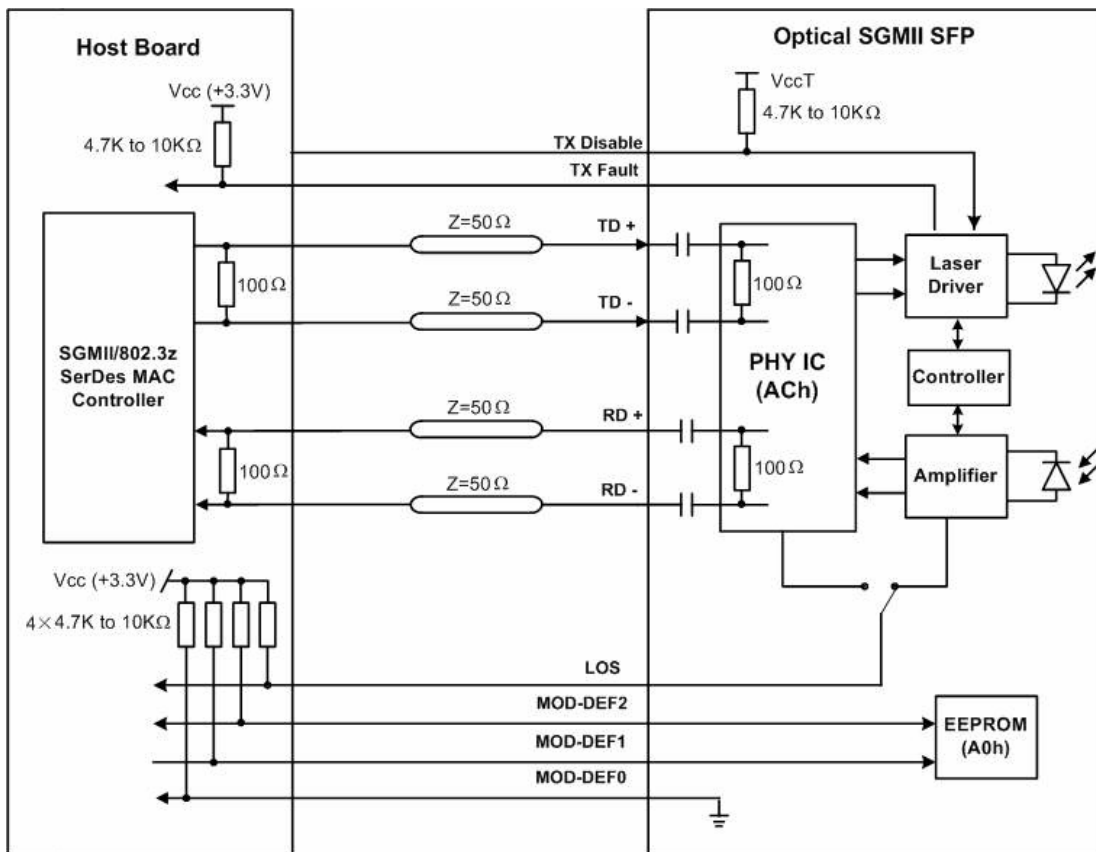 Host Board
Optical SGMII SFP
Vcc (+3.3V)
4.7K to 10KΩ
VccT
4.7K to 10KΩ
TX Disable
TX Fault
Z=50Ω
TD +
100Ω
100Ω
Z=50Ω
TD -
Laser
Driver
SGMII/802.3z
SerDes MAC
Controller
PHY IC
(ACh)
Controller
Z=50Ω
RD +
100Ω
100Ω
Z=50Ω
RD -
Amplifier
Vcc (+3.3V)
4×4.7K to 10KΩ
LOS
MOD-DEF2
MOD-DEF1
MOD-DEF0
EEPROM
(A0h)